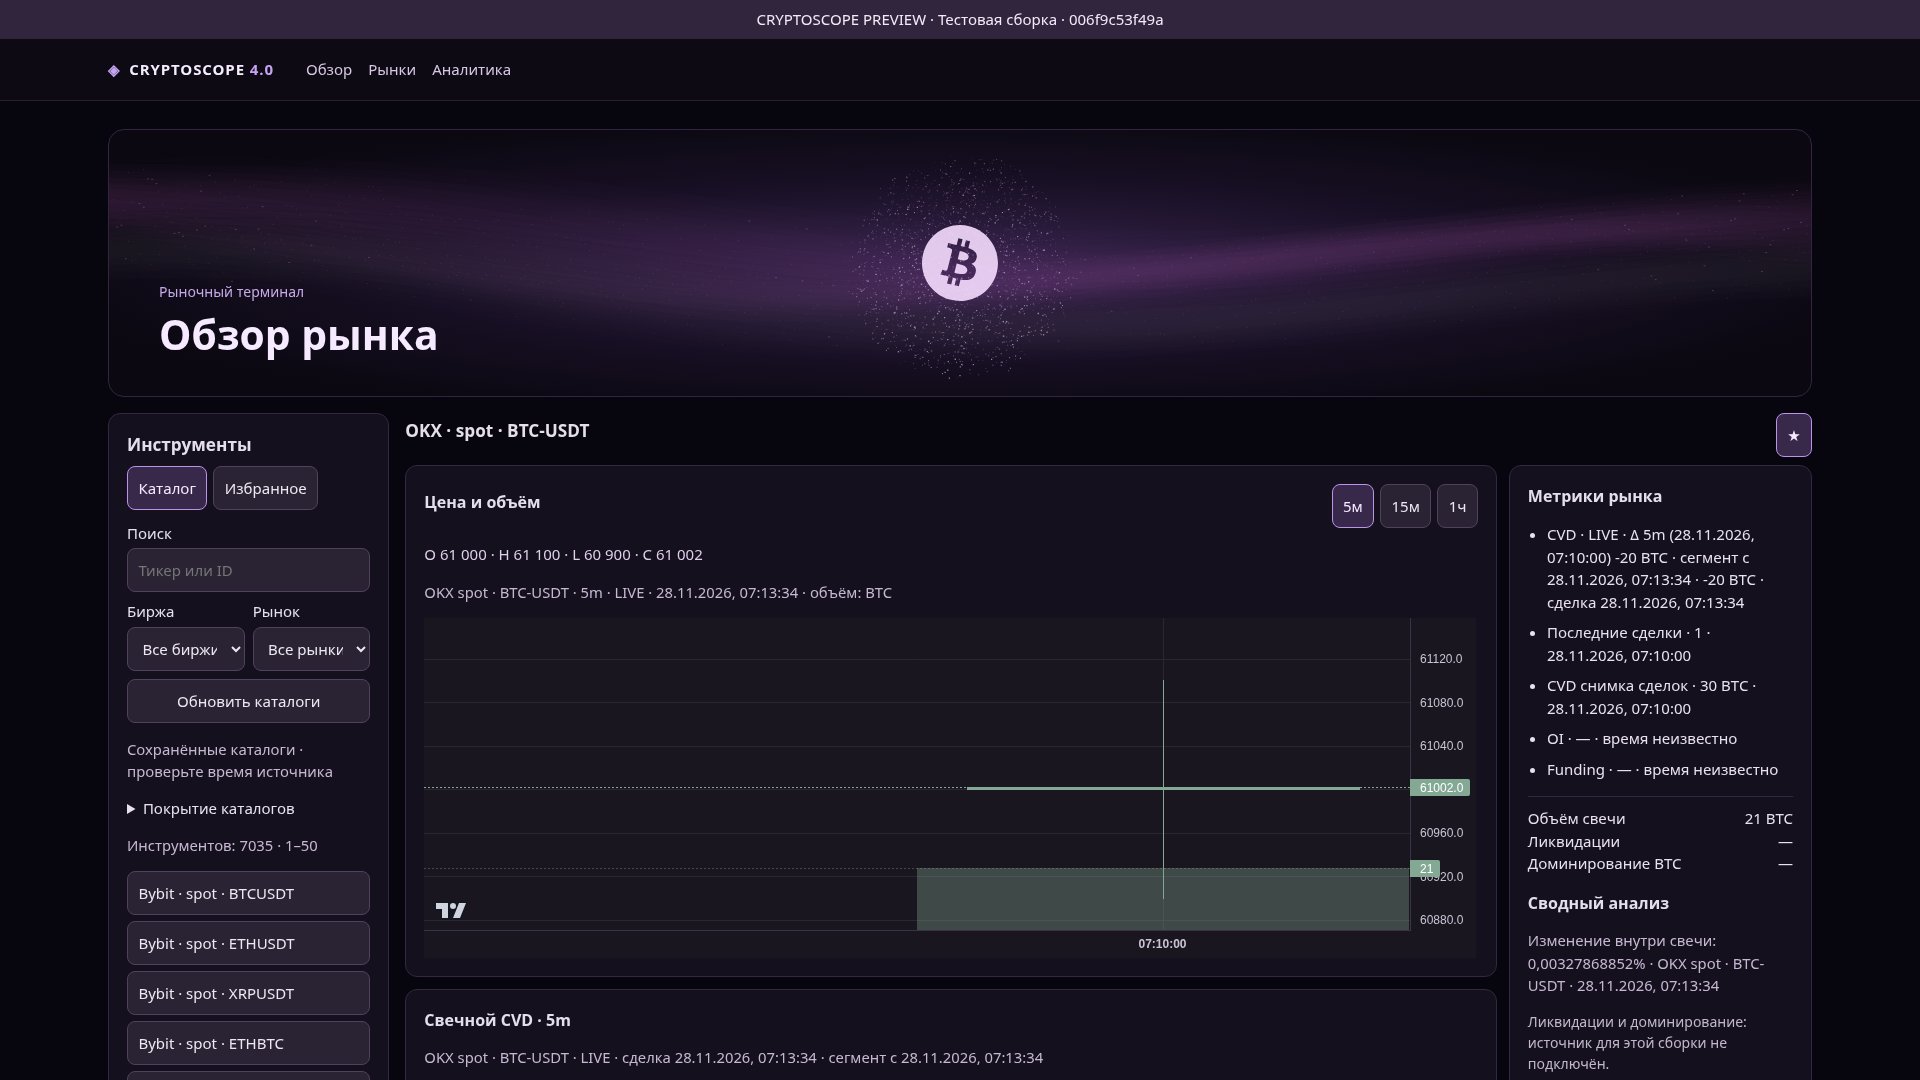 CRYPTOSCOPE PREVIEW · Тестовая сборка · 006f9c53f49a
◈ CRYPTOSCOPE 4.0
Обзор
Рынки
Аналитика
Рыночный терминал
Обзор рынка
Инструменты
Каталог
Избранное
Поиск
Тикер или ID
Биржа
Рынок
Все биржи
Все рынки
Обновить каталоги
Сохранённые каталоги ·
проверьте время источника
Покрытие каталогов
Инструментов: 7035 · 1–50
Bybit · spot · BTCUSDT
Bybit · spot · ETHUSDT
Bybit · spot · XRPUSDT
Bybit · spot · ETHBTC
OKX · spot · BTC-USDT
★
Цена и объём
5м
15м
1ч
O 61 000 · H 61 100 · L 60 900 · C 61 002
OKX spot · BTC-USDT · 5m · LIVE · 28.11.2026, 07:13:34 · объём: BTC
61120.0
61080.0
61040.0
61002.0
60960.0
21
60920.0
60880.0
07:10:00
Свечной CVD · 5m
OKX spot · BTC-USDT · LIVE · сделка 28.11.2026, 07:13:34 · сегмент с 28.11.2026, 07:13:34
Метрики рынка
CVD · LIVE · Δ 5m (28.11.2026,
07:10:00) -20 BTC · сегмент с
28.11.2026, 07:13:34 · -20 BTC ·
сделка 28.11.2026, 07:13:34
Последние сделки · 1 ·
28.11.2026, 07:10:00
CVD снимка сделок · 30 BTC ·
28.11.2026, 07:10:00
OI · — · время неизвестно
Funding · — · время неизвестно
Объём свечи 21 BTC
Ликвидации —
Доминирование BTC —
Сводный анализ
Изменение внутри свечи:
0,00327868852% · OKX spot · BTC-
USDT · 28.11.2026, 07:13:34
Ликвидации и доминирование:
источник для этой сборки не
подключён.